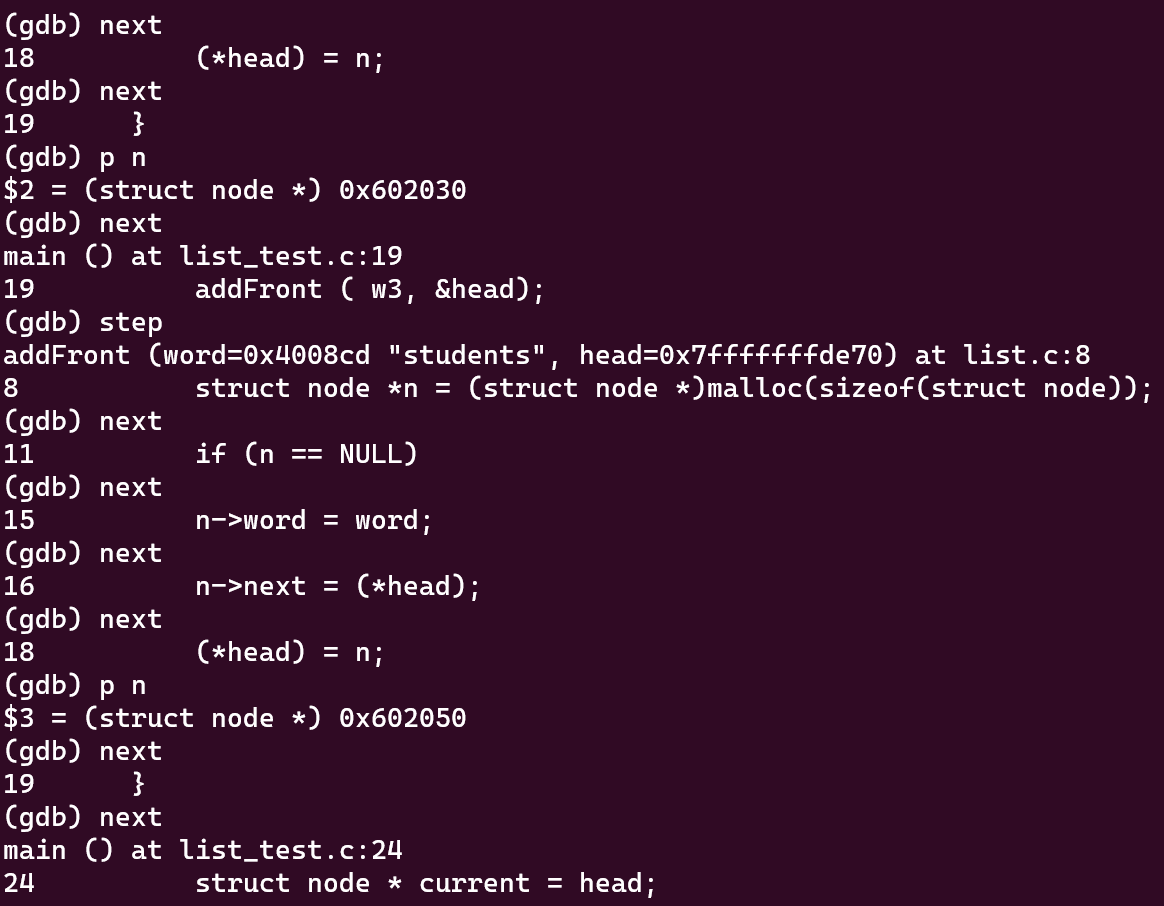 (gdb) next
18          (*head) = n;
(gdb) next
19      }
(gdb) p n
$2 = (struct node *) 0x602030
(gdb) next
main () at list_test.c:19
19          addFront ( w3, &head);
(gdb) step
addFront (word=0x4008cd "students", head=0x7fffffffde70) at list.c:8
8           struct node *n = (struct node *)malloc(sizeof(struct node));
(gdb) next
11          if (n == NULL)
(gdb) next
15          n->word = word;
(gdb) next
16          n->next = (*head);
(gdb) next
18          (*head) = n;
(gdb) p n
$3 = (struct node *) 0x602050
(gdb) next
19      }
(gdb) next
main () at list_test.c:24
24          struct node * current = head;